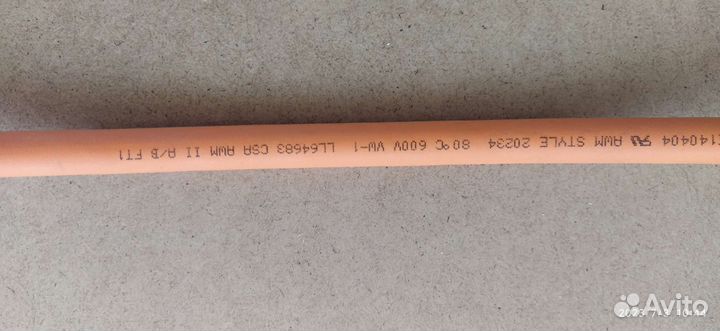 140404 AWM STYLE 20234 80°C 600V VW-1 LL64683 CSA AWM II A/B FT1
Avito